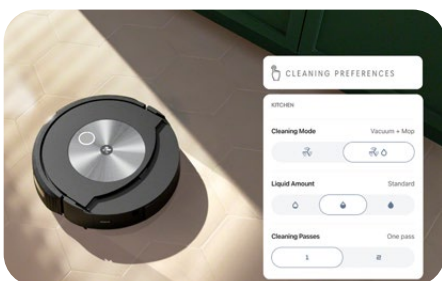 CLEANING PREFERENCES
KITCHEN
Cleaning Mode Vacuum + Mop
Liquid Amount Standard
Cleaning Passes One pass
1 2